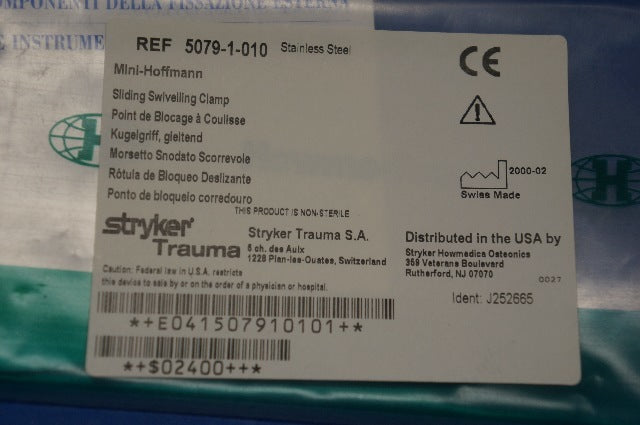 COMPONENTI DELLA FISSAZIONE ESTERNA
E INSTRUME
REF 5079-1-010 Stainless Steel
Mini-Hoffmann
Sliding Swivelling Clamp
Point de Blocage à Coulisse
Kugelgriff, gleitend
Morsetto Snodato Scorrevole
Rótula de Bloqueo Deslizante
Ponto de bloqueio corredouro
THIS PRODUCT IS NON-STERILE
stryker
Trauma
Stryker Trauma S.A.
6 ch. des Aulx
1228 Plan-les-Ouates, Switzerland
Caution: Federal law in U.S.A. restricts
this device to sale by or on the order of a physician or hospital.
CE
2000-02
Swiss Made
Distributed in the USA by
Stryker Howmedica Osteonics
359 Veterans Boulevard
Rutherford, NJ 07070
0027
Ident: J252665
*+E041507910101+*
*+$02400++*
H